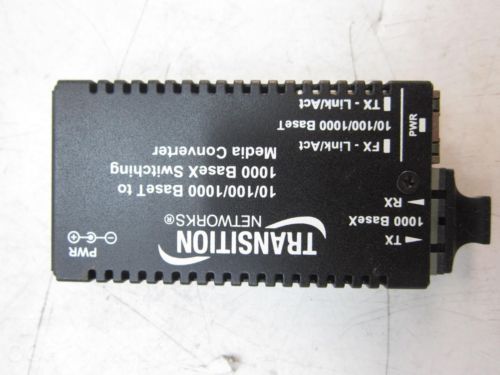 TRANSITION
NETWORKS®
10/100/1000 BaseT to
1000 BaseX Switching
Media Converter
PWR
TX
1000 BaseX
RX
FX - Link/Act
10/100/1000 BaseT
TX - Link/Act
PWR